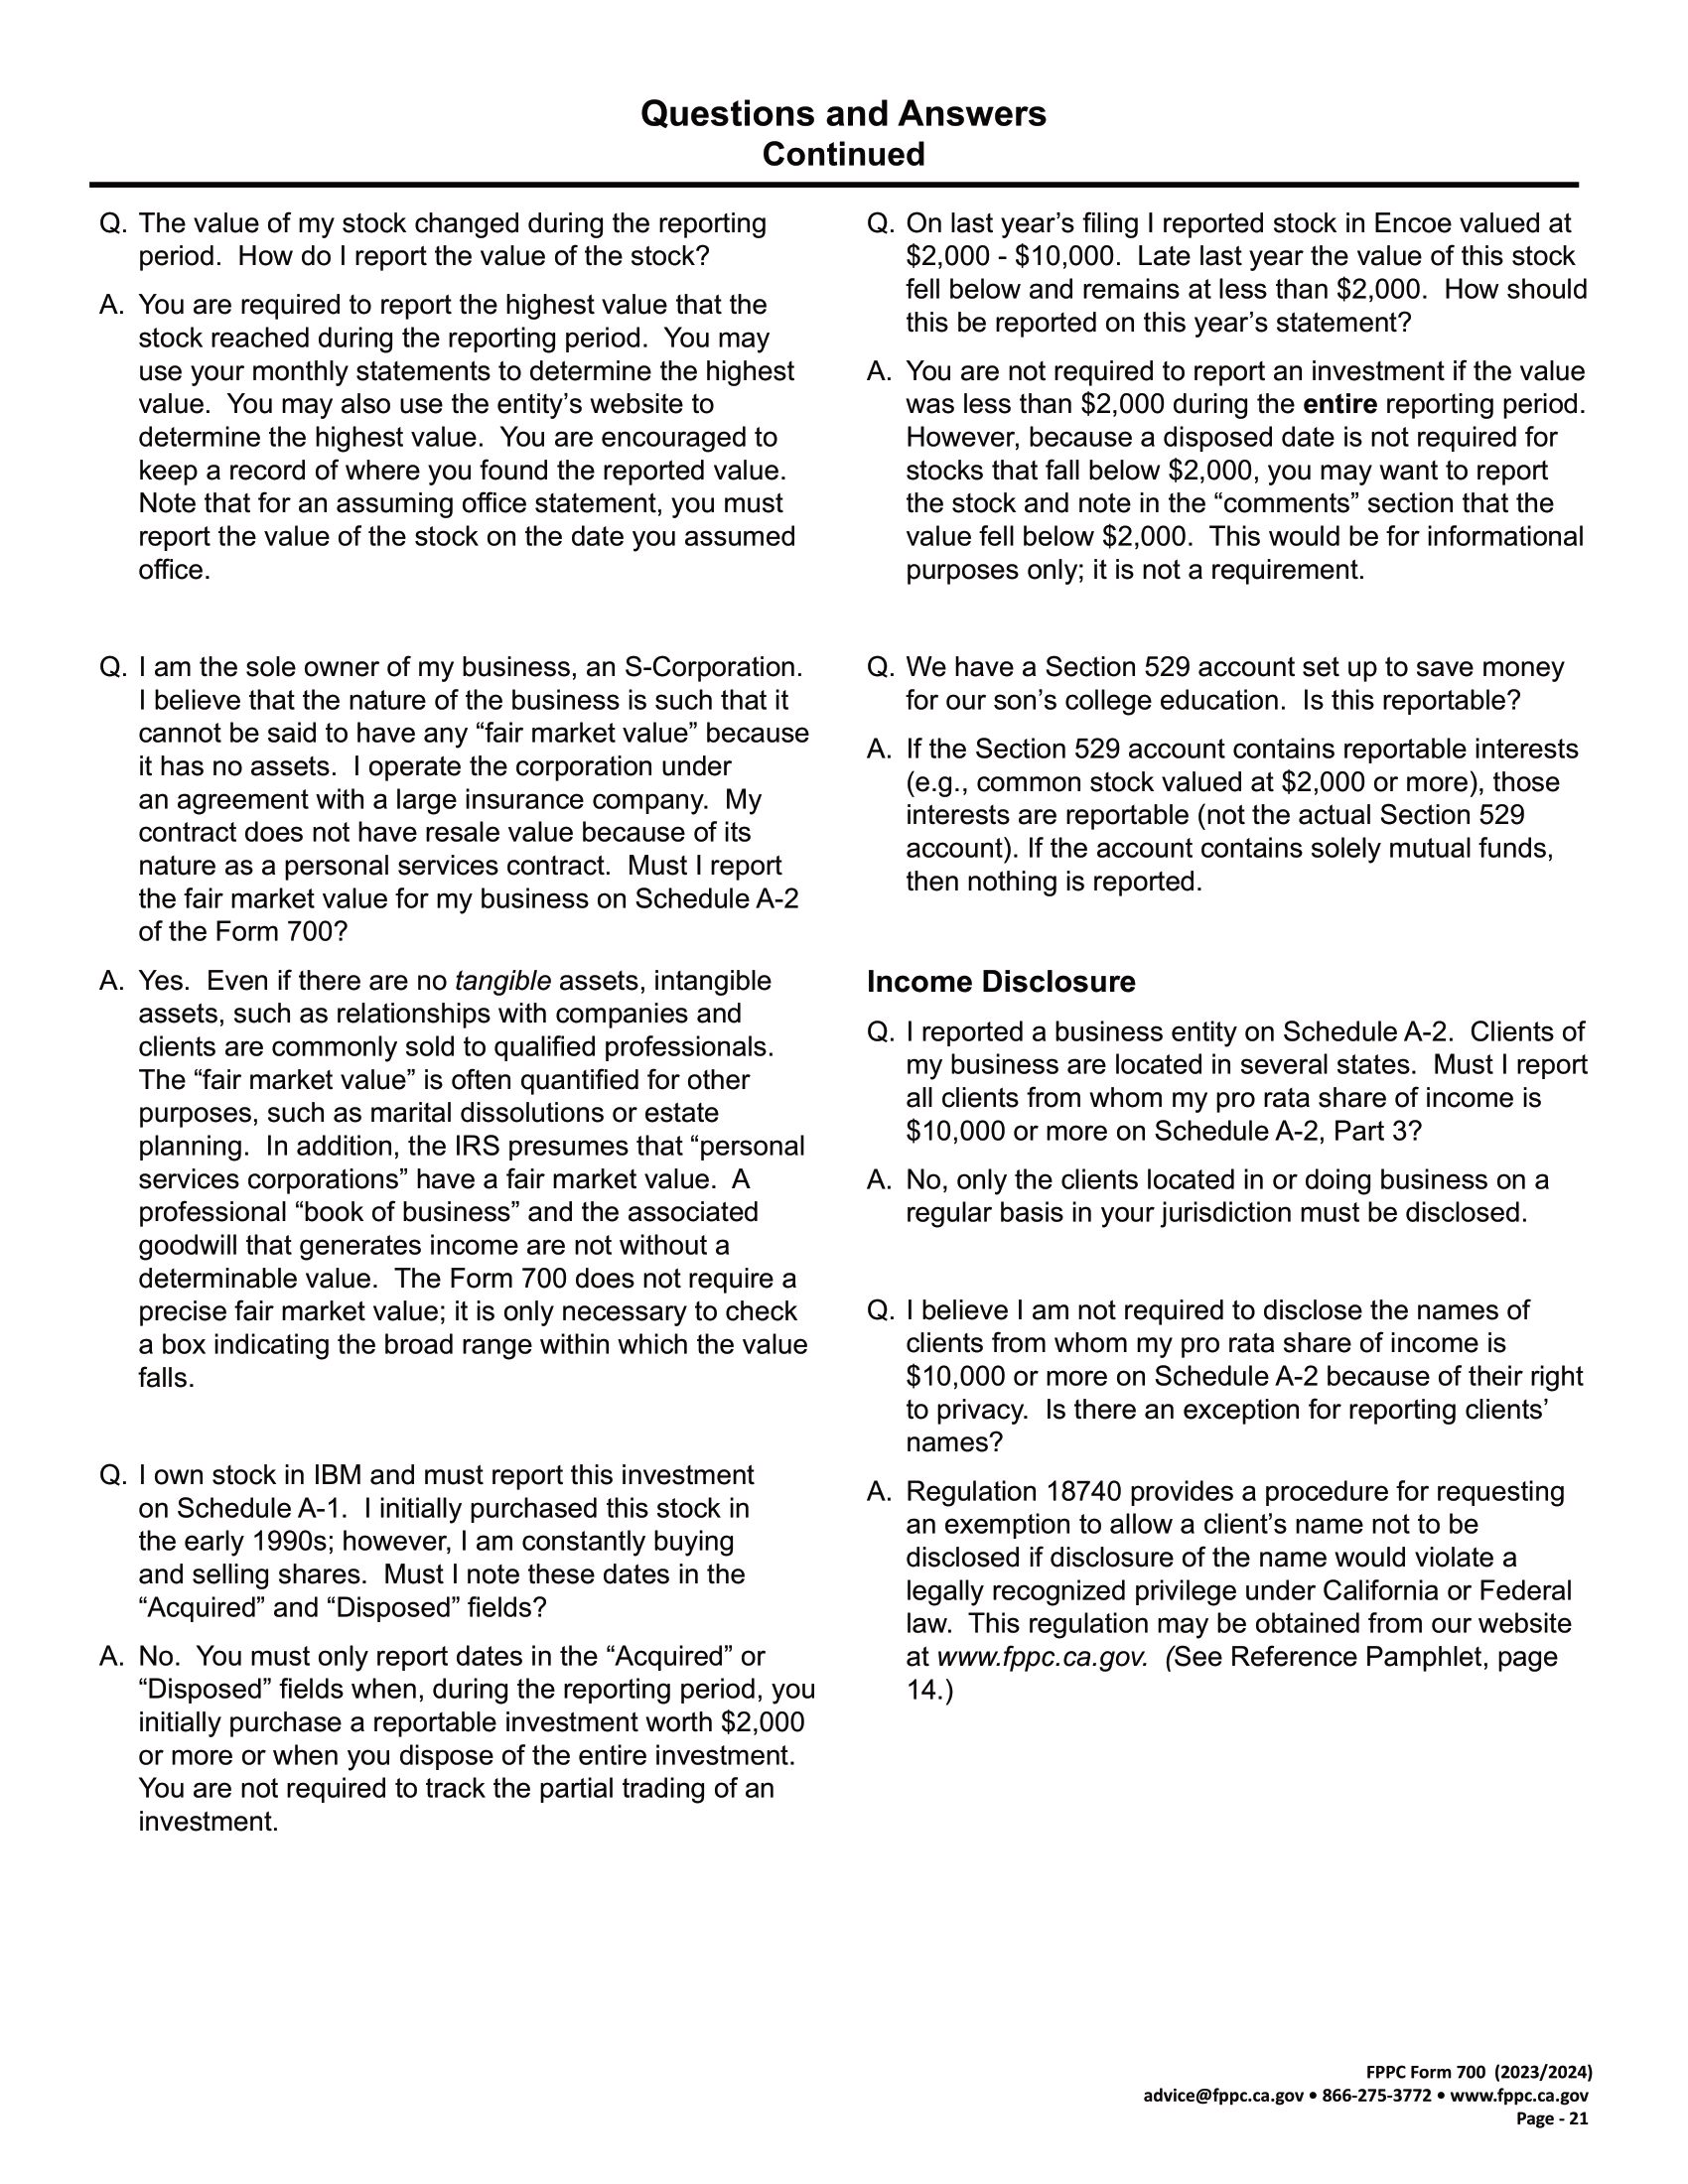 Questions and Answers
Continued
Q. The value of my stock changed during the reporting
period.  How do I report the value of the stock?
A. You are required to report the highest value that the
stock reached during the reporting period.  You may
use your monthly statements to determine the highest
value.  You may also use the entity’s website to
determine the highest value.  You are encouraged to
keep a record of where you found the reported value.
Note that for an assuming office statement, you must
report the value of the stock on the date you assumed
office.
Q. I am the sole owner of my business, an S-Corporation.
I believe that the nature of the business is such that it
cannot be said to have any “fair market value” because
it has no assets.  I operate the corporation under
an agreement with a large insurance company.  My
contract does not have resale value because of its
nature as a personal services contract.  Must I report
the fair market value for my business on Schedule A-2
of the Form 700?
A. Yes.  Even if there are no tangible assets, intangible
assets, such as relationships with companies and
clients are commonly sold to qualified professionals.
The “fair market value” is often quantified for other
purposes, such as marital dissolutions or estate
planning.  In addition, the IRS presumes that “personal
services corporations” have a fair market value.  A
professional “book of business” and the associated
goodwill that generates income are not without a
determinable value.  The Form 700 does not require a
precise fair market value; it is only necessary to check
a box indicating the broad range within which the value
falls.
Q. I own stock in IBM and must report this investment
on Schedule A-1.  I initially purchased this stock in
the early 1990s; however, I am constantly buying
and selling shares.  Must I note these dates in the
“Acquired” and “Disposed” fields?
A. No.  You must only report dates in the “Acquired” or
“Disposed” fields when, during the reporting period, you
initially purchase a reportable investment worth $2,000
or more or when you dispose of the entire investment.
You are not required to track the partial trading of an
investment.
Q. On last year’s filing I reported stock in Encoe valued at
$2,000 - $10,000.  Late last year the value of this stock
fell below and remains at less than $2,000.  How should
this be reported on this year’s statement?
A. You are not required to report an investment if the value
was less than $2,000 during the entire reporting period.
However, because a disposed date is not required for
stocks that fall below $2,000, you may want to report
the stock and note in the “comments” section that the
value fell below $2,000.  This would be for informational
purposes only; it is not a requirement.
Q. We have a Section 529 account set up to save money
for our son’s college education.  Is this reportable?
A. If the Section 529 account contains reportable interests
(e.g., common stock valued at $2,000 or more), those
interests are reportable (not the actual Section 529
account). If the account contains solely mutual funds,
then nothing is reported.
Income Disclosure
Q. I reported a business entity on Schedule A-2.  Clients of
my business are located in several states.  Must I report
all clients from whom my pro rata share of income is
$10,000 or more on Schedule A-2, Part 3?
A. No, only the clients located in or doing business on a
regular basis in your jurisdiction must be disclosed.
Q. I believe I am not required to disclose the names of
clients from whom my pro rata share of income is
$10,000 or more on Schedule A-2 because of their right
to privacy.  Is there an exception for reporting clients’
names?
A. Regulation 18740 provides a procedure for requesting
an exemption to allow a client’s name not to be
disclosed if disclosure of the name would violate a
legally recognized privilege under California or Federal
law.  This regulation may be obtained from our website
at www.fppc.ca.gov.  (See Reference Pamphlet, page
14.)
FPPC Form 700  (2023/2024)
advice@fppc.ca.gov • 866-275-3772 • www.fppc.ca.gov
Page - 21